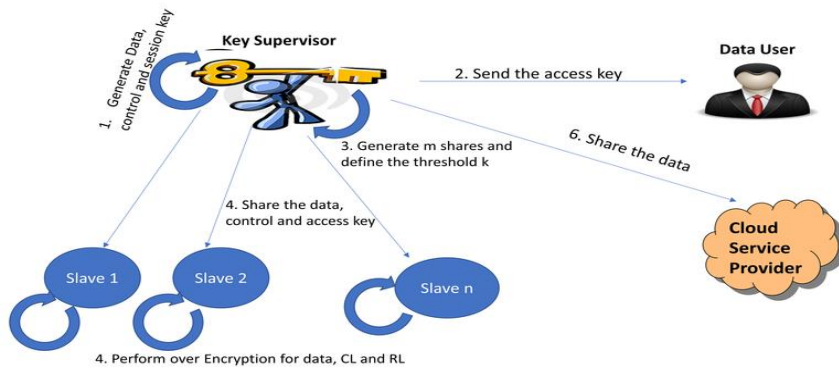 Key Supervisor
Data User
1. Generate Data,
control and session key
2. Send the access key
3. Generate m shares and
define the threshold k
6. Share the data
4. Share the data,
control and access key
Cloud
Service
Provider
Slave 1
Slave 2
Slave n
4. Perform over Encryption for data, CL and RL